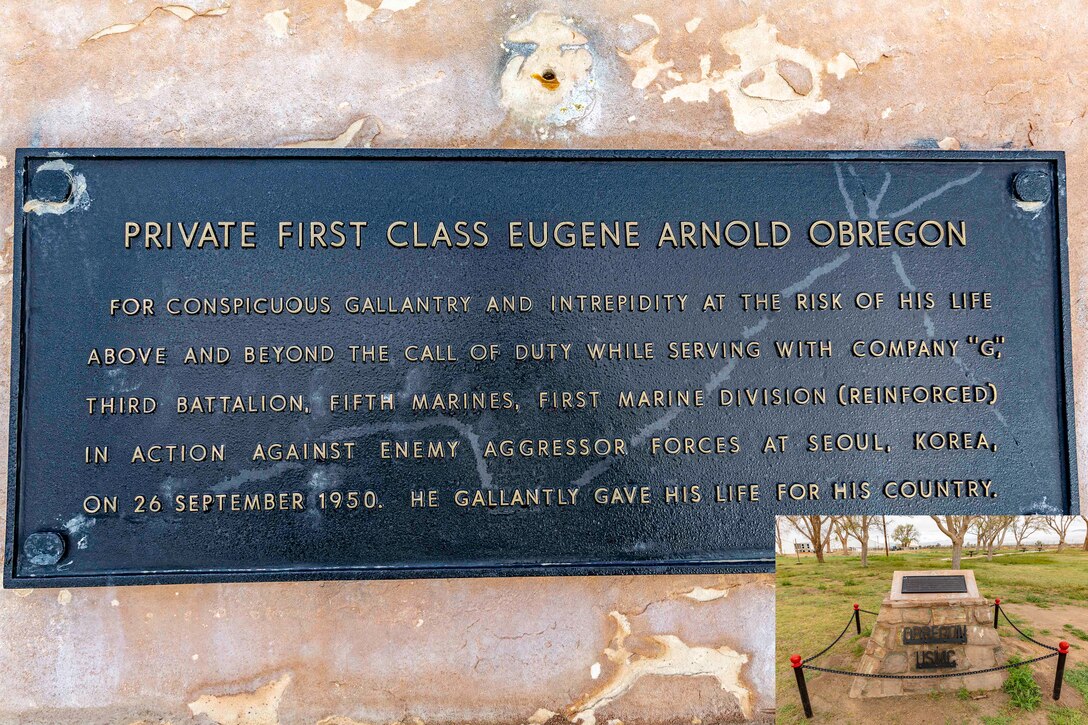 PRIVATE FIRST CLASS EUGENE ARNOLD OBREGON
FOR CONSPICUOUS GALLANTRY AND INTREPIDITY AT THE RISK OF HIS LIFE
ABOVE AND BEYOND THE CALL OF DUTY WHILE SERVING WITH COMPANY "G,"
THIRD BATTALION, FIFTH MARINES, FIRST MARINE DIVISION (REINFORCED)
IN ACTION AGAINST ENEMY AGGRESSOR FORCES AT SEOUL, KOREA,
ON 26 SEPTEMBER 1950. HE GALLANTLY GAVE HIS LIFE FOR HIS COUNTRY.
OBREGON
USMC